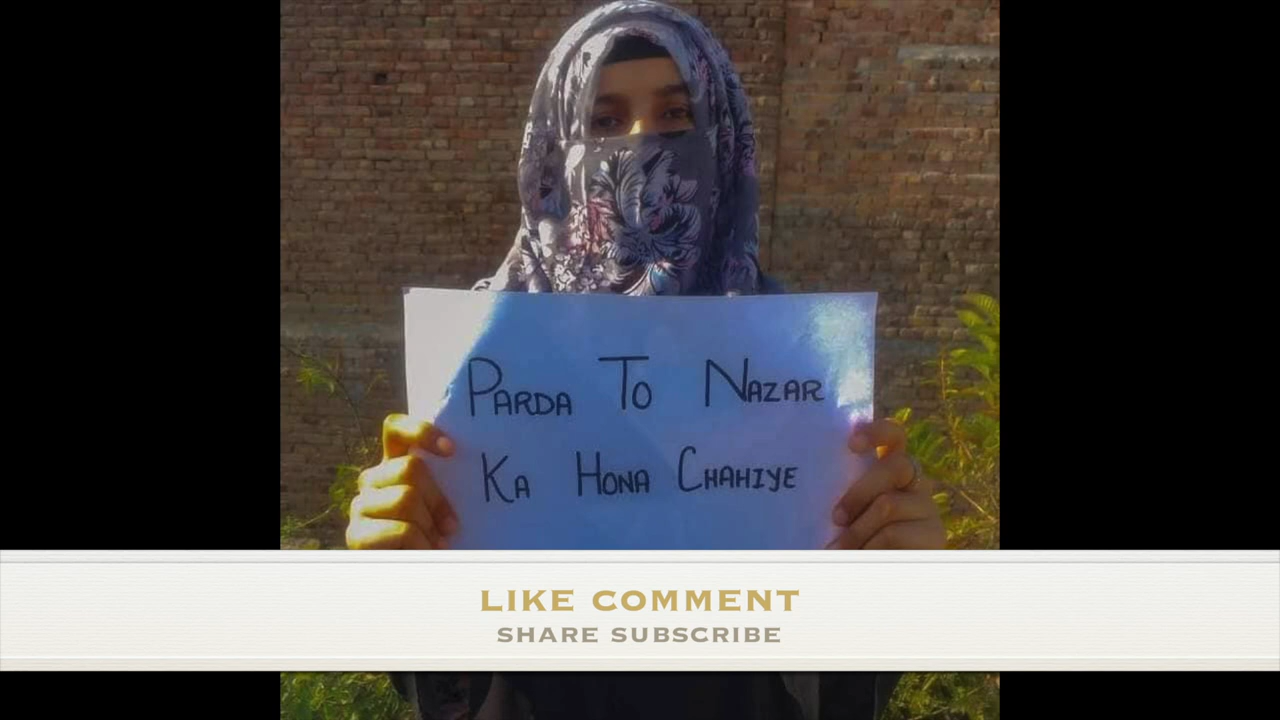 PARDA TO NAZAR
KA HONA CHAHIYE
LIKE COMMENT
SHARE SUBSCRIBE